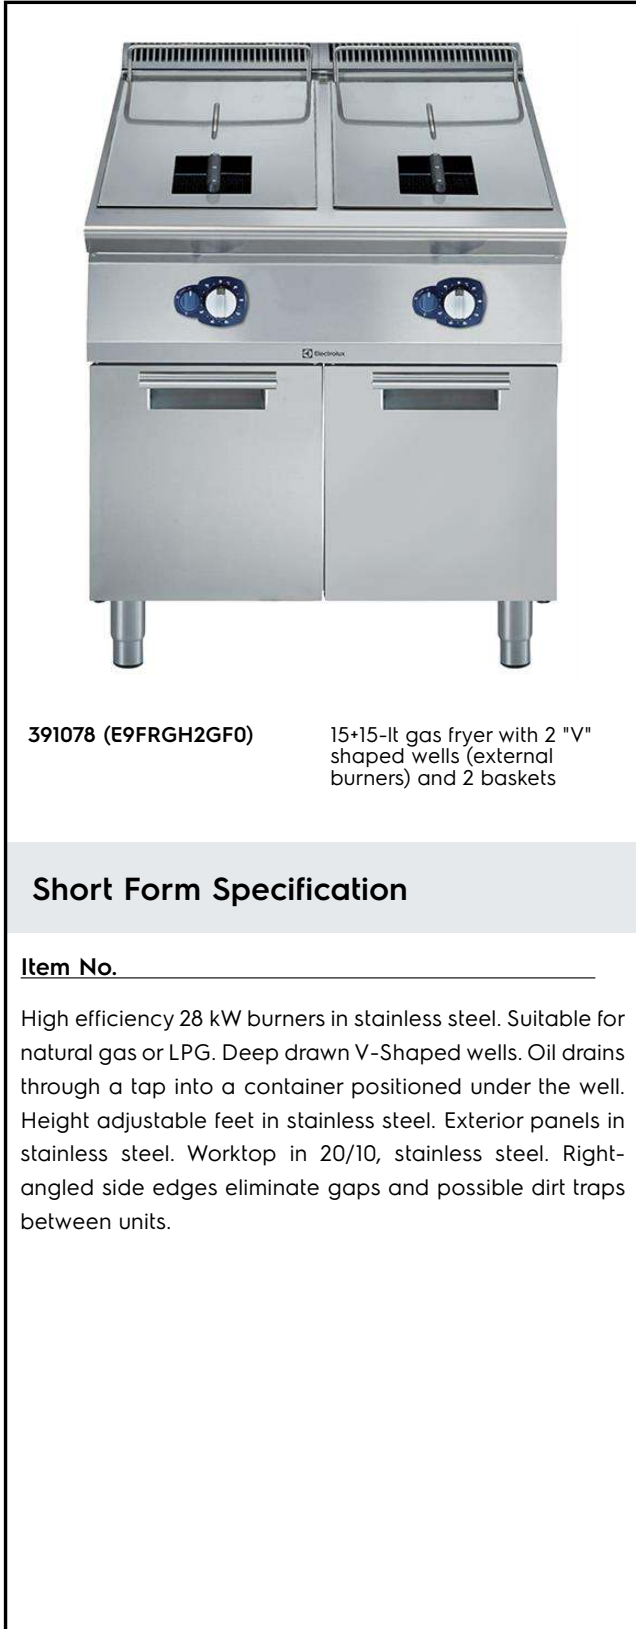 Electrolux
391078 (E9FRGH2GF0)
15+15-lt gas fryer with 2 "V"
shaped wells (external
burners) and 2 baskets
Short Form Specification
Item No.
High efficiency 28 kW burners in stainless steel. Suitable for
natural gas or LPG. Deep drawn V-Shaped wells. Oil drains
through a tap into a container positioned under the well.
Height adjustable feet in stainless steel. Exterior panels in
stainless steel. Worktop in 20/10, stainless steel. Right-
angled side edges eliminate gaps and possible dirt traps
between units.